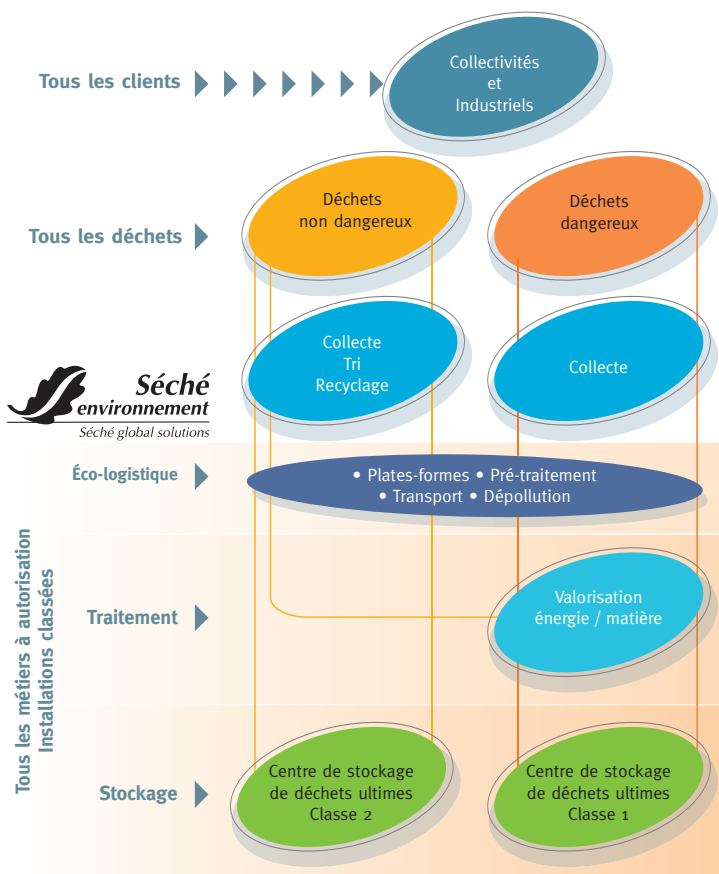 Tous les clients
Collectivités
et
Industriels
Tous les déchets
Déchets
non dangereux
Déchets
dangereux
Collecte
Tri
Recyclage
Collecte
Séché
environnement
Séché global solutions
Tous les métiers à autorisation
Installations classées
Éco-logistique
• Plates-formes • Pré-traitement
• Transport • Dépollution
Traitement
Valorisation
énergie / matière
Stockage
Centre de stockage
de déchets ultimes
Classe 2
Centre de stockage
de déchets ultimes
Classe 1